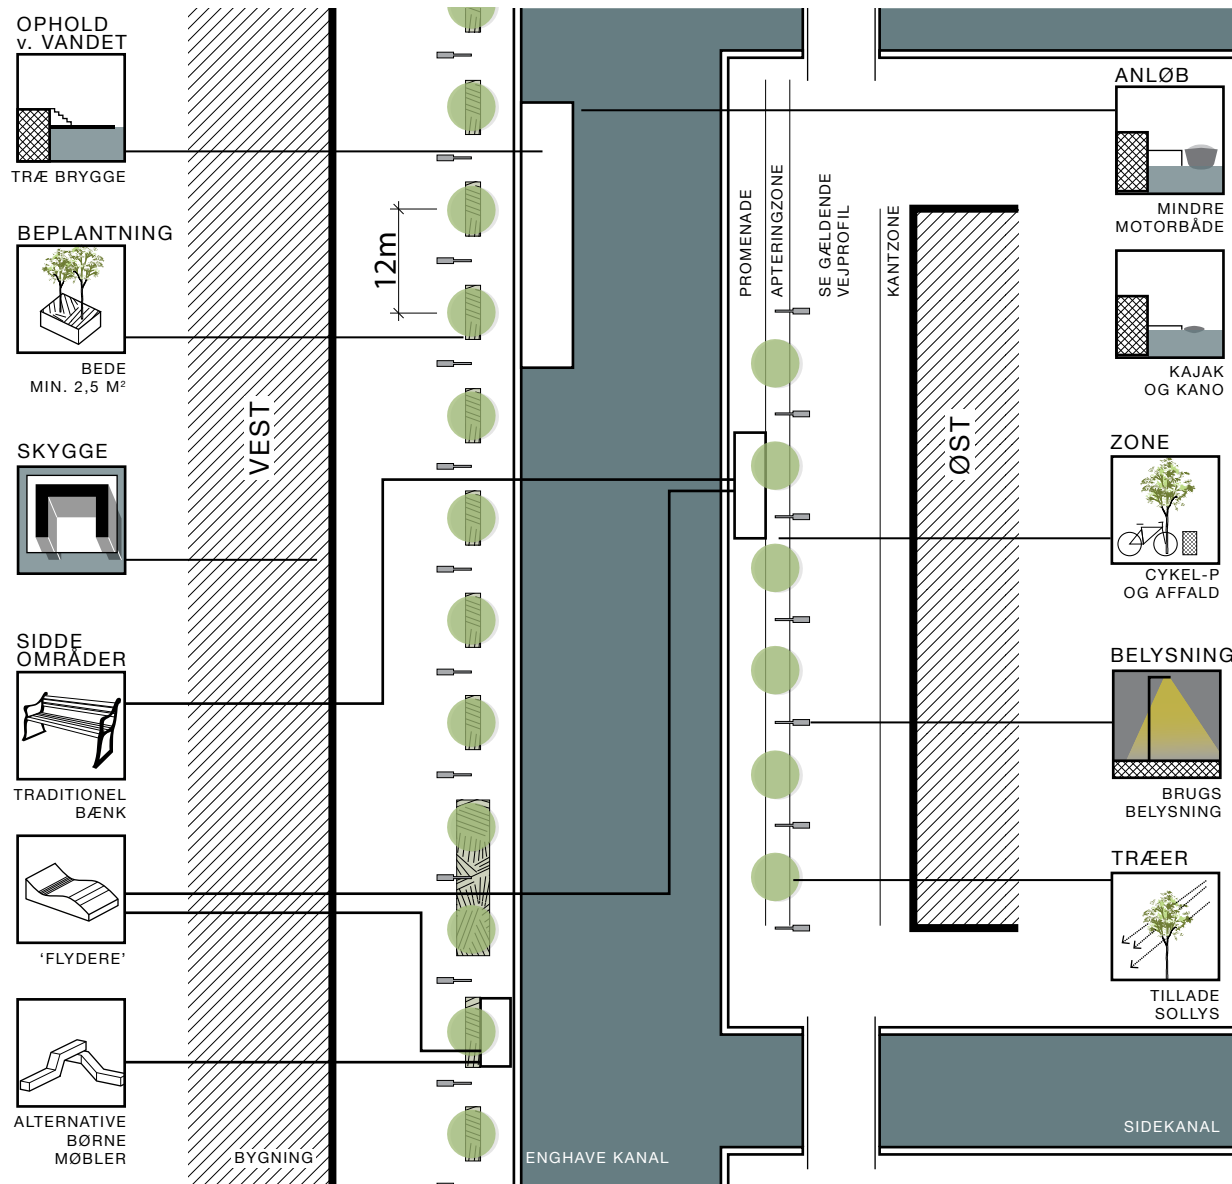 OPHOLD
v. VANDET
TRÆ BRYGGE
BEPLANTNING
BEDE
MIN. 2,5 M²
SKYGGE
SIDDE
OMRÅDER
TRADITIONEL
BÆNK
'FLYDERE'
ALTERNATIVE
BØRNE
MØBLER
VEST
BYGNING
12m
ENGHAVE KANAL
PROMENADE
APTERINGZONE
SE GÆLDENDE
VEJPROFIL
KANTZONE
ØST
ANLØB
MINDRE
MOTORBÅDE
KAJAK
OG KANO
ZONE
CYKEL-P
OG AFFALD
BELYSNING
BRUGS
BELYSNING
TRÆER
TILLADE
SOLLYS
SIDEKANAL